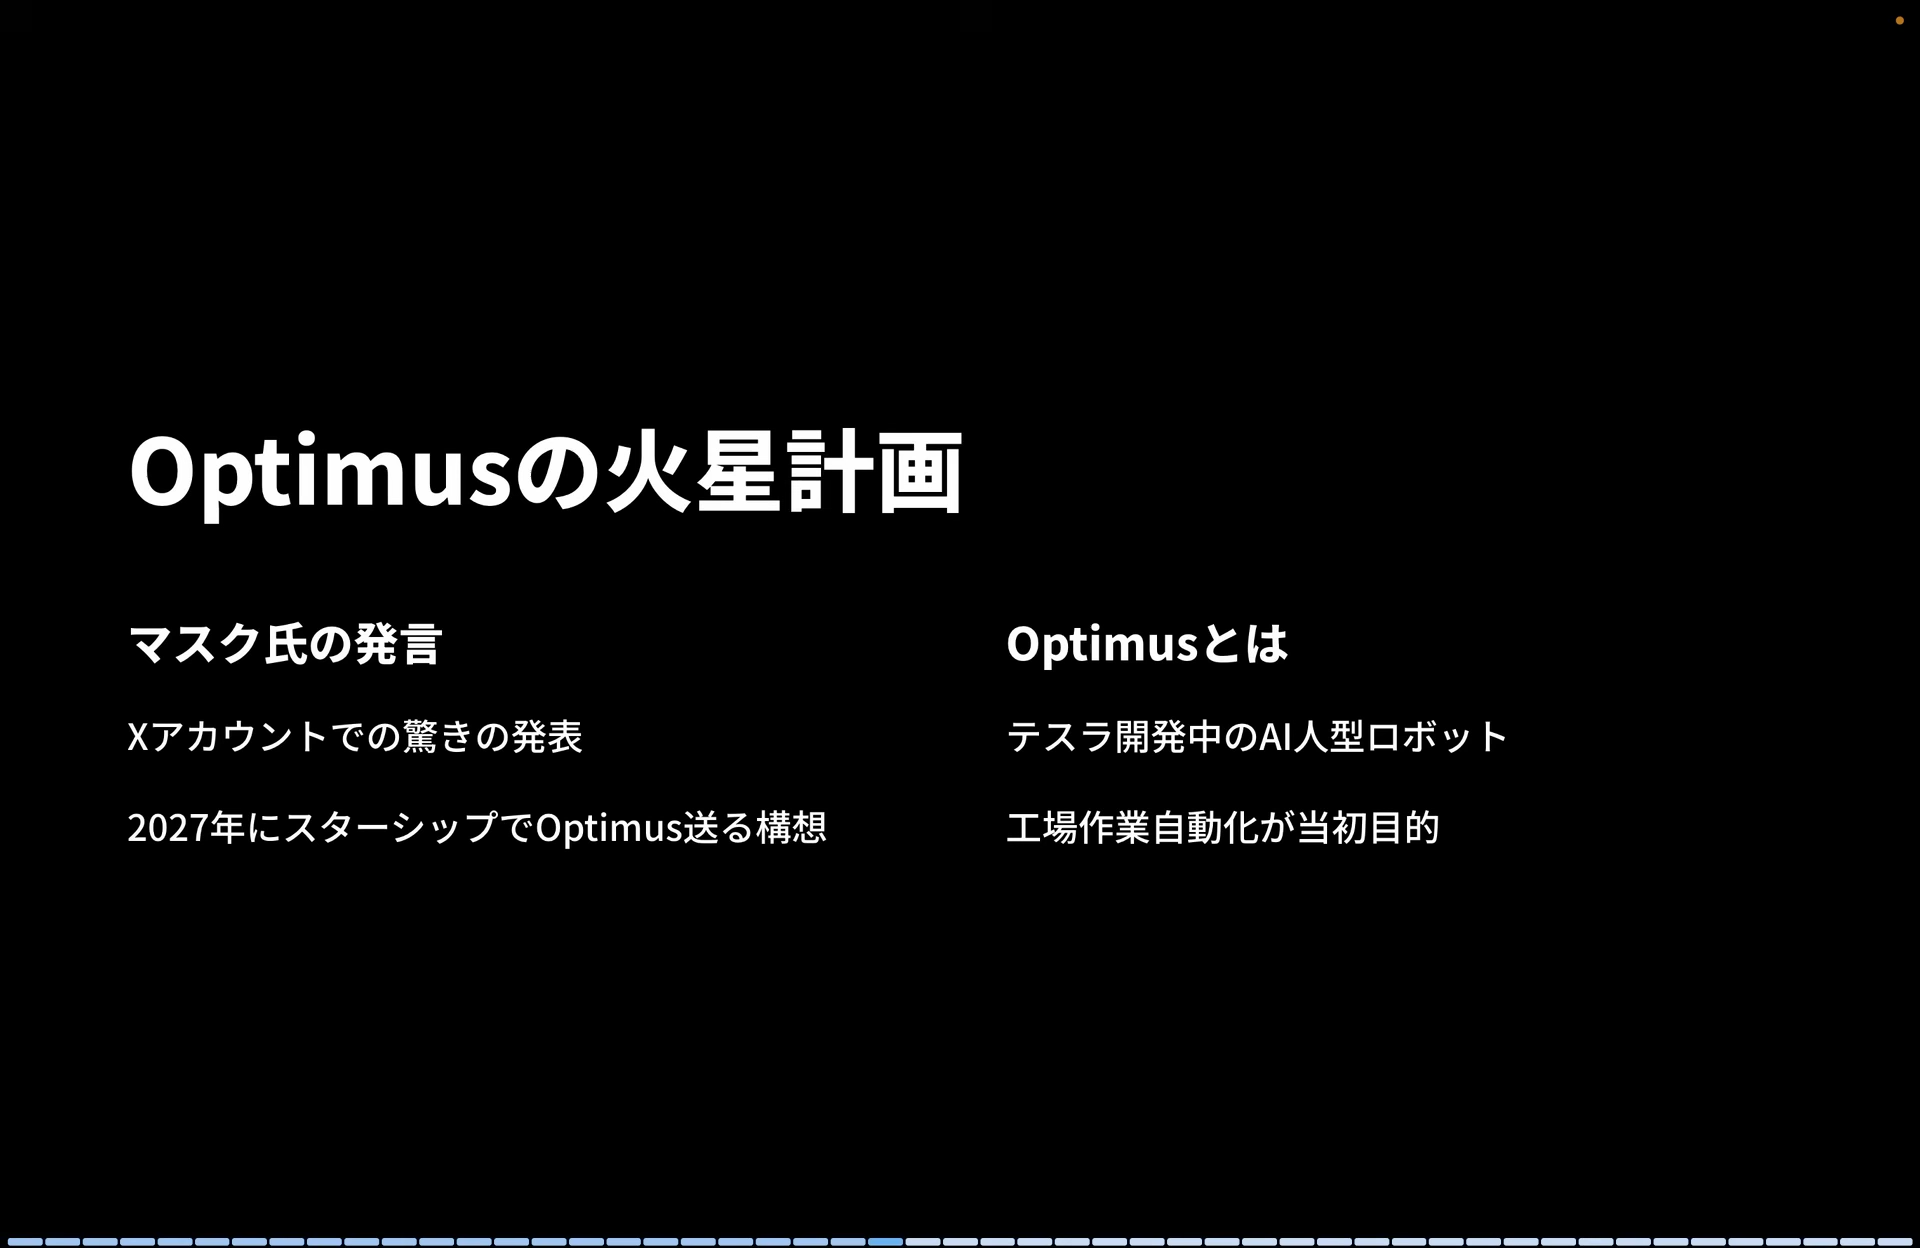 Optimusの火星計画
マスク氏の発言
Xアカウントでの驚きの発表
2027年にスターシップでOptimus送る構想
Optimusとは
テスラ開発中のAI人型ロボット
工場作業自動化が当初目的